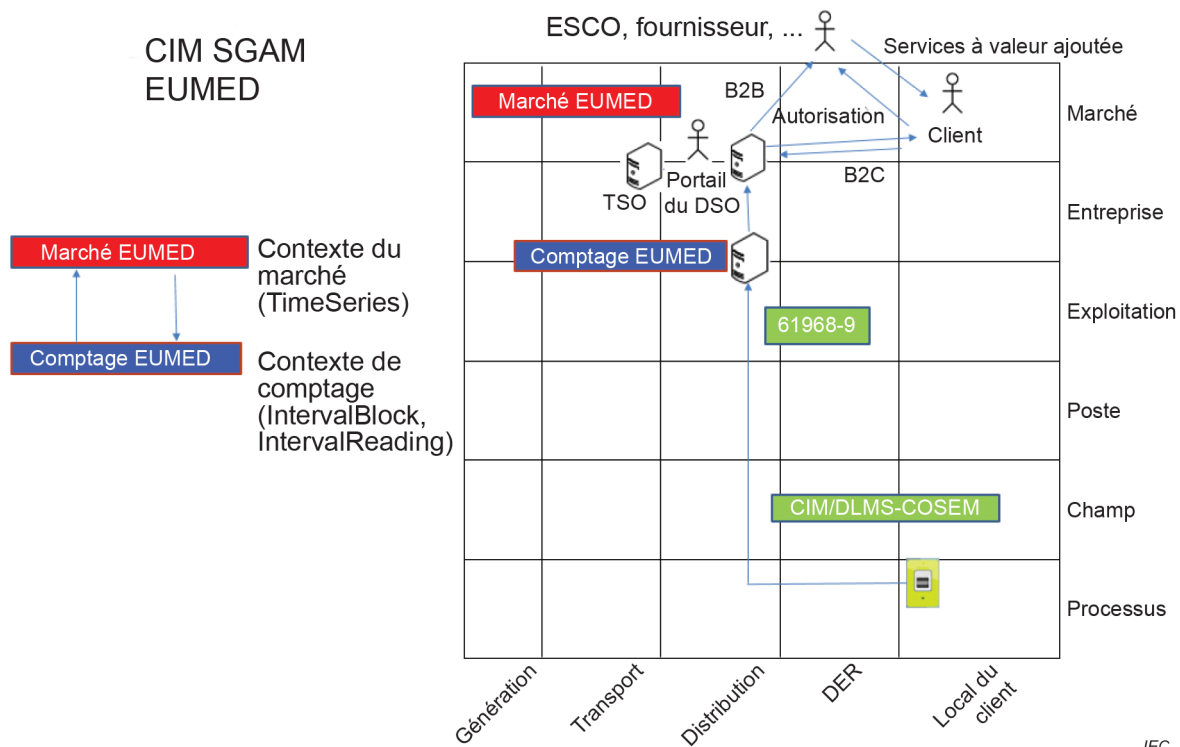 CIM SGAM
EUMED
ESCO, fournisseur, ...
Services à valeur ajoutée
Marché EUMED
B2B
Autorisation
Client
Marché
B2C
TSO
Portail
du DSO
Entreprise
Comptage EUMED
Marché EUMED
Contexte du
marché
(TimeSeries)
Exploitation
61968-9
Comptage EUMED
Contexte de
comptage
(IntervalBlock,
IntervalReading)
Poste
CIM/DLMS-COSEM
Champ
Processus
Génération
Transport
Distribution
DER
Local du
client
IEC